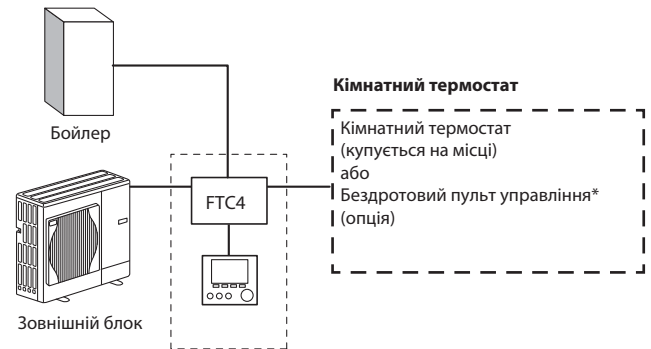 Бойлер
Зовнішній блок
FTC4
Кімнатний термостат
Кімнатний термостат
(купується на місці)
або
Бездротовий пульт управління*
(опція)